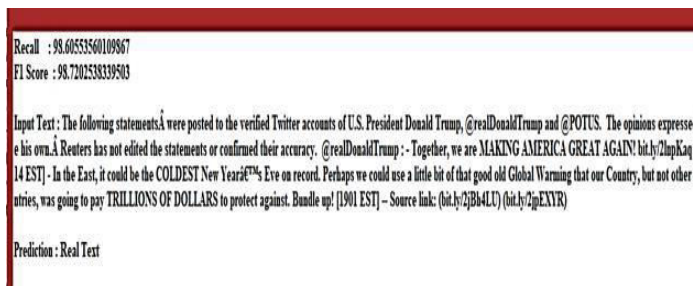 Recall : 98.60553560109867
F1 Score : 98.7202538339503
Input Text : The following statementsÂ were posted to the verified Twitter accounts of U.S. President Donald Trump, @realDonaldTrump and @POTUS. The opinions expresse
e his own.Â Reuters has not edited the statements or confirmed their accuracy. @realDonaldTrump : - Together, we are MAKING AMERICA GREAT AGAIN! bit.ly/2lnpKaq
14 EST] - In the East, it could be the COLDEST New Yearâ€™s Eve on record. Perhaps we could use a little bit of that good old Global Warming that our Country, but not other
ntries, was going to pay TRILLIONS OF DOLLARS to protect against. Bundle up! [1901 EST] -- Source link: (bit.ly/2jBh4LU) (bit.ly/2jpEXYR)
Prediction : Real Text